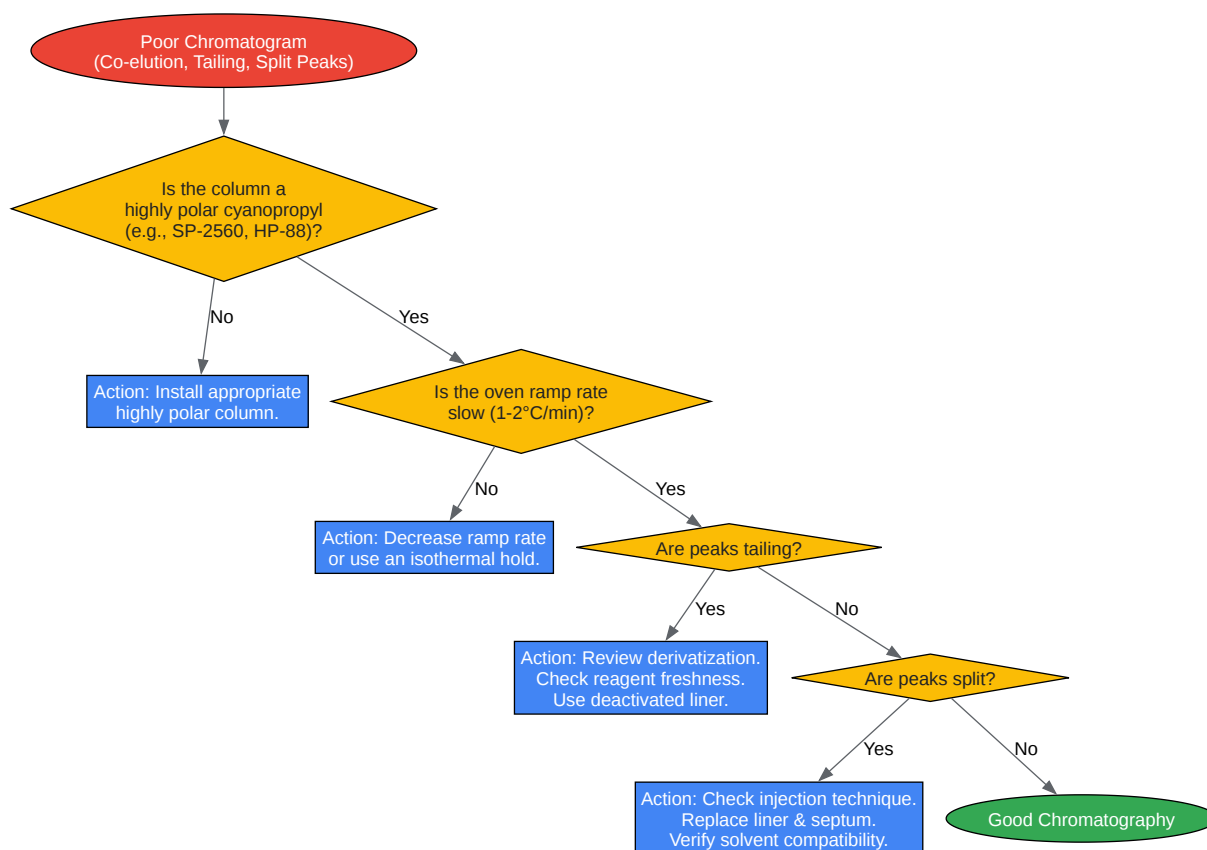 Poor Chromatogram
(Co-elution, Tailing, Split Peaks)
Is the column a
highly polar cyanopropyl
(e.g., SP-2560, HP-88)?
No
Yes
Action: Install appropriate
highly polar column.
Is the oven ramp rate
slow (1-2°C/min)?
No
Yes
Action: Decrease ramp rate
or use an isothermal hold.
Are peaks tailing?
Yes
No
Action: Review derivatization.
Check reagent freshness.
Use deactivated liner.
Are peaks split?
Yes
No
Action: Check injection technique.
Replace liner & septum.
Verify solvent compatibility.
Good Chromatography